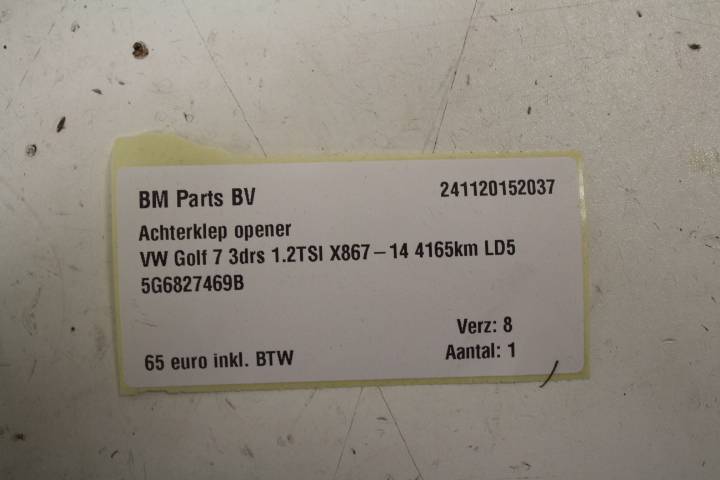 BM Parts BV 241120152037
Achterklep opener
VW Golf 7 3drs 1.2TSI X867-14 4165km LD5
5G6827469B
Verz: 8
65 euro inkl. BTW Aantal: 1